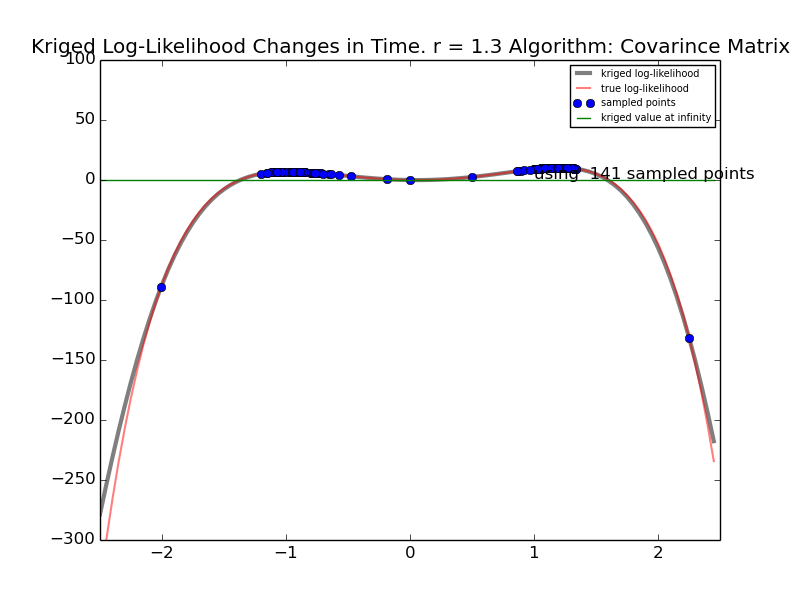 Kriged Log-Likelihood Changes in Time. r = 1.3 Algorithm: Covarince Matrix
100
50
0
−50
−100
−150
−200
−250
−300
kriged log-likelihood
true log-likelihood
sampled points
kriged value at infinity
using 141 sampled points
−2
−1
0
1
2